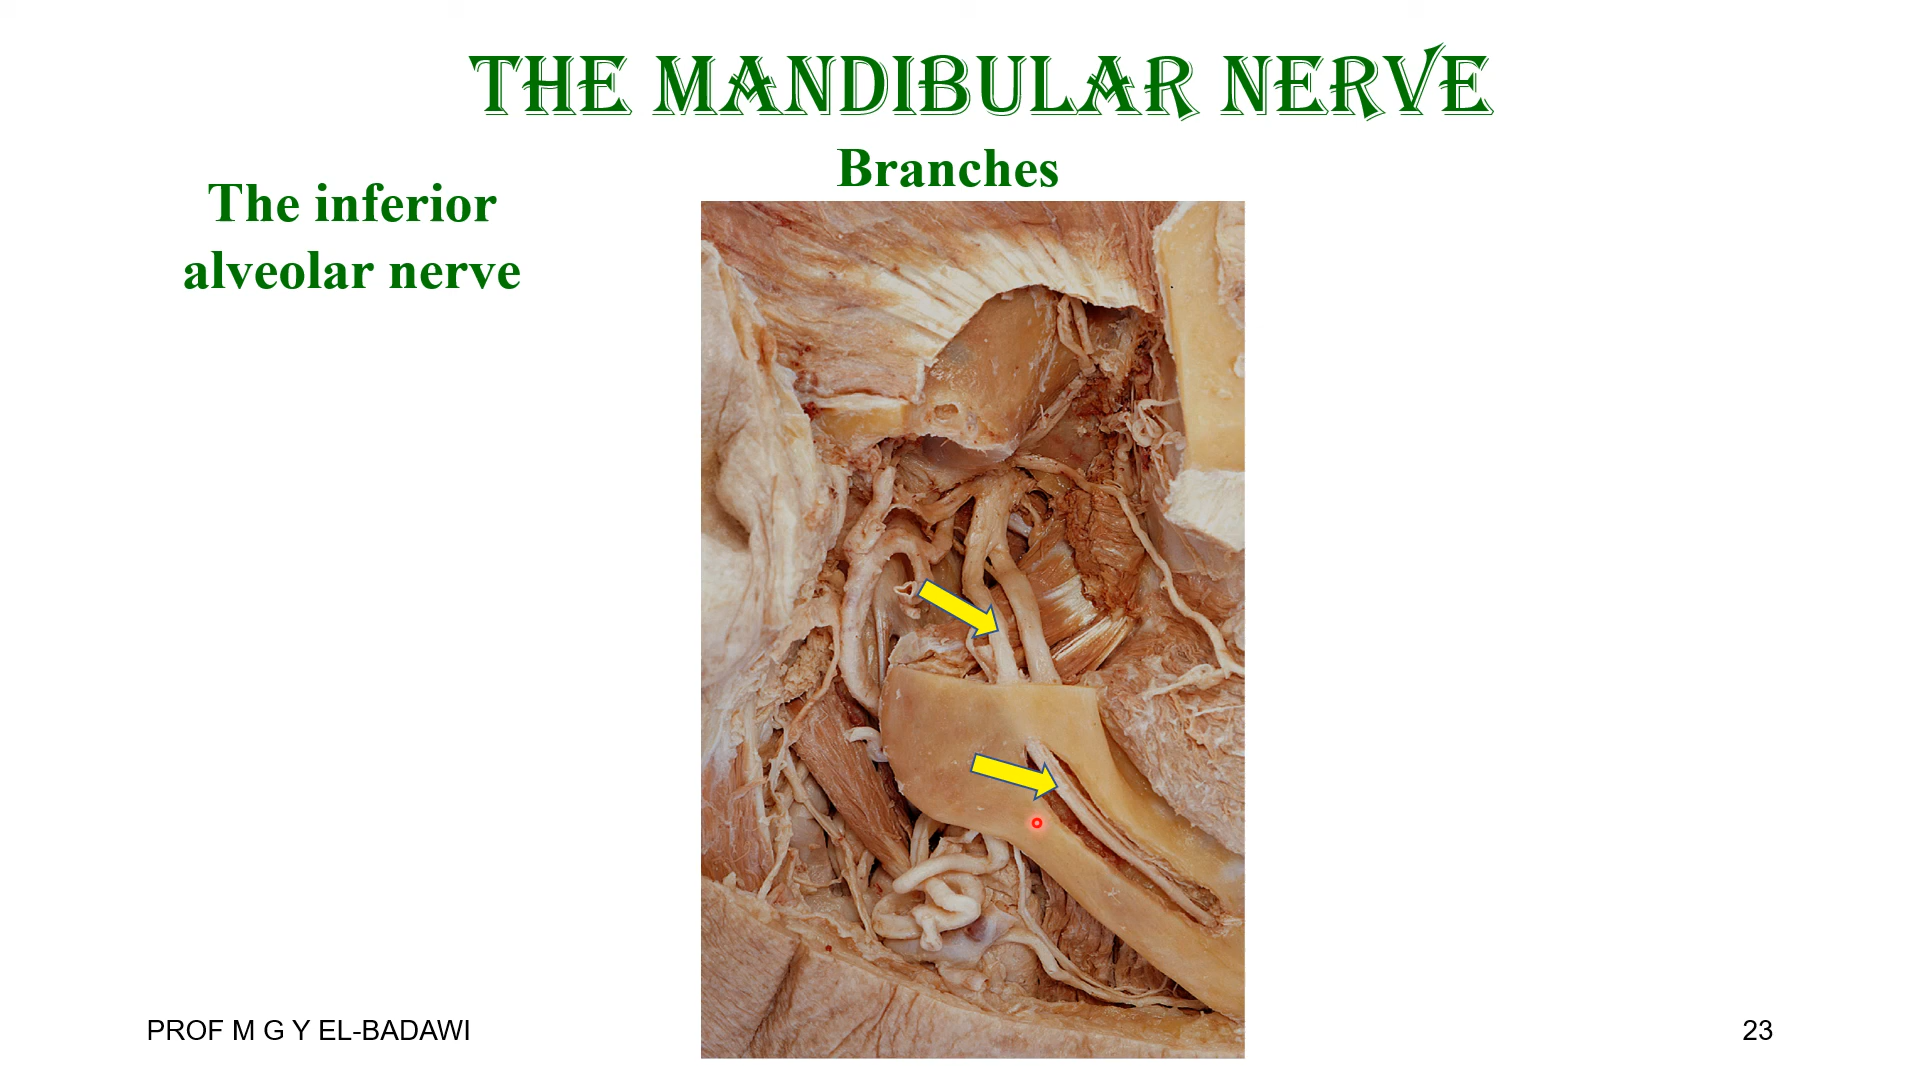 THE MANDIBULAR NERVE
Branches
The inferior
alveolar nerve
PROF M G Y EL-BADAWI
23